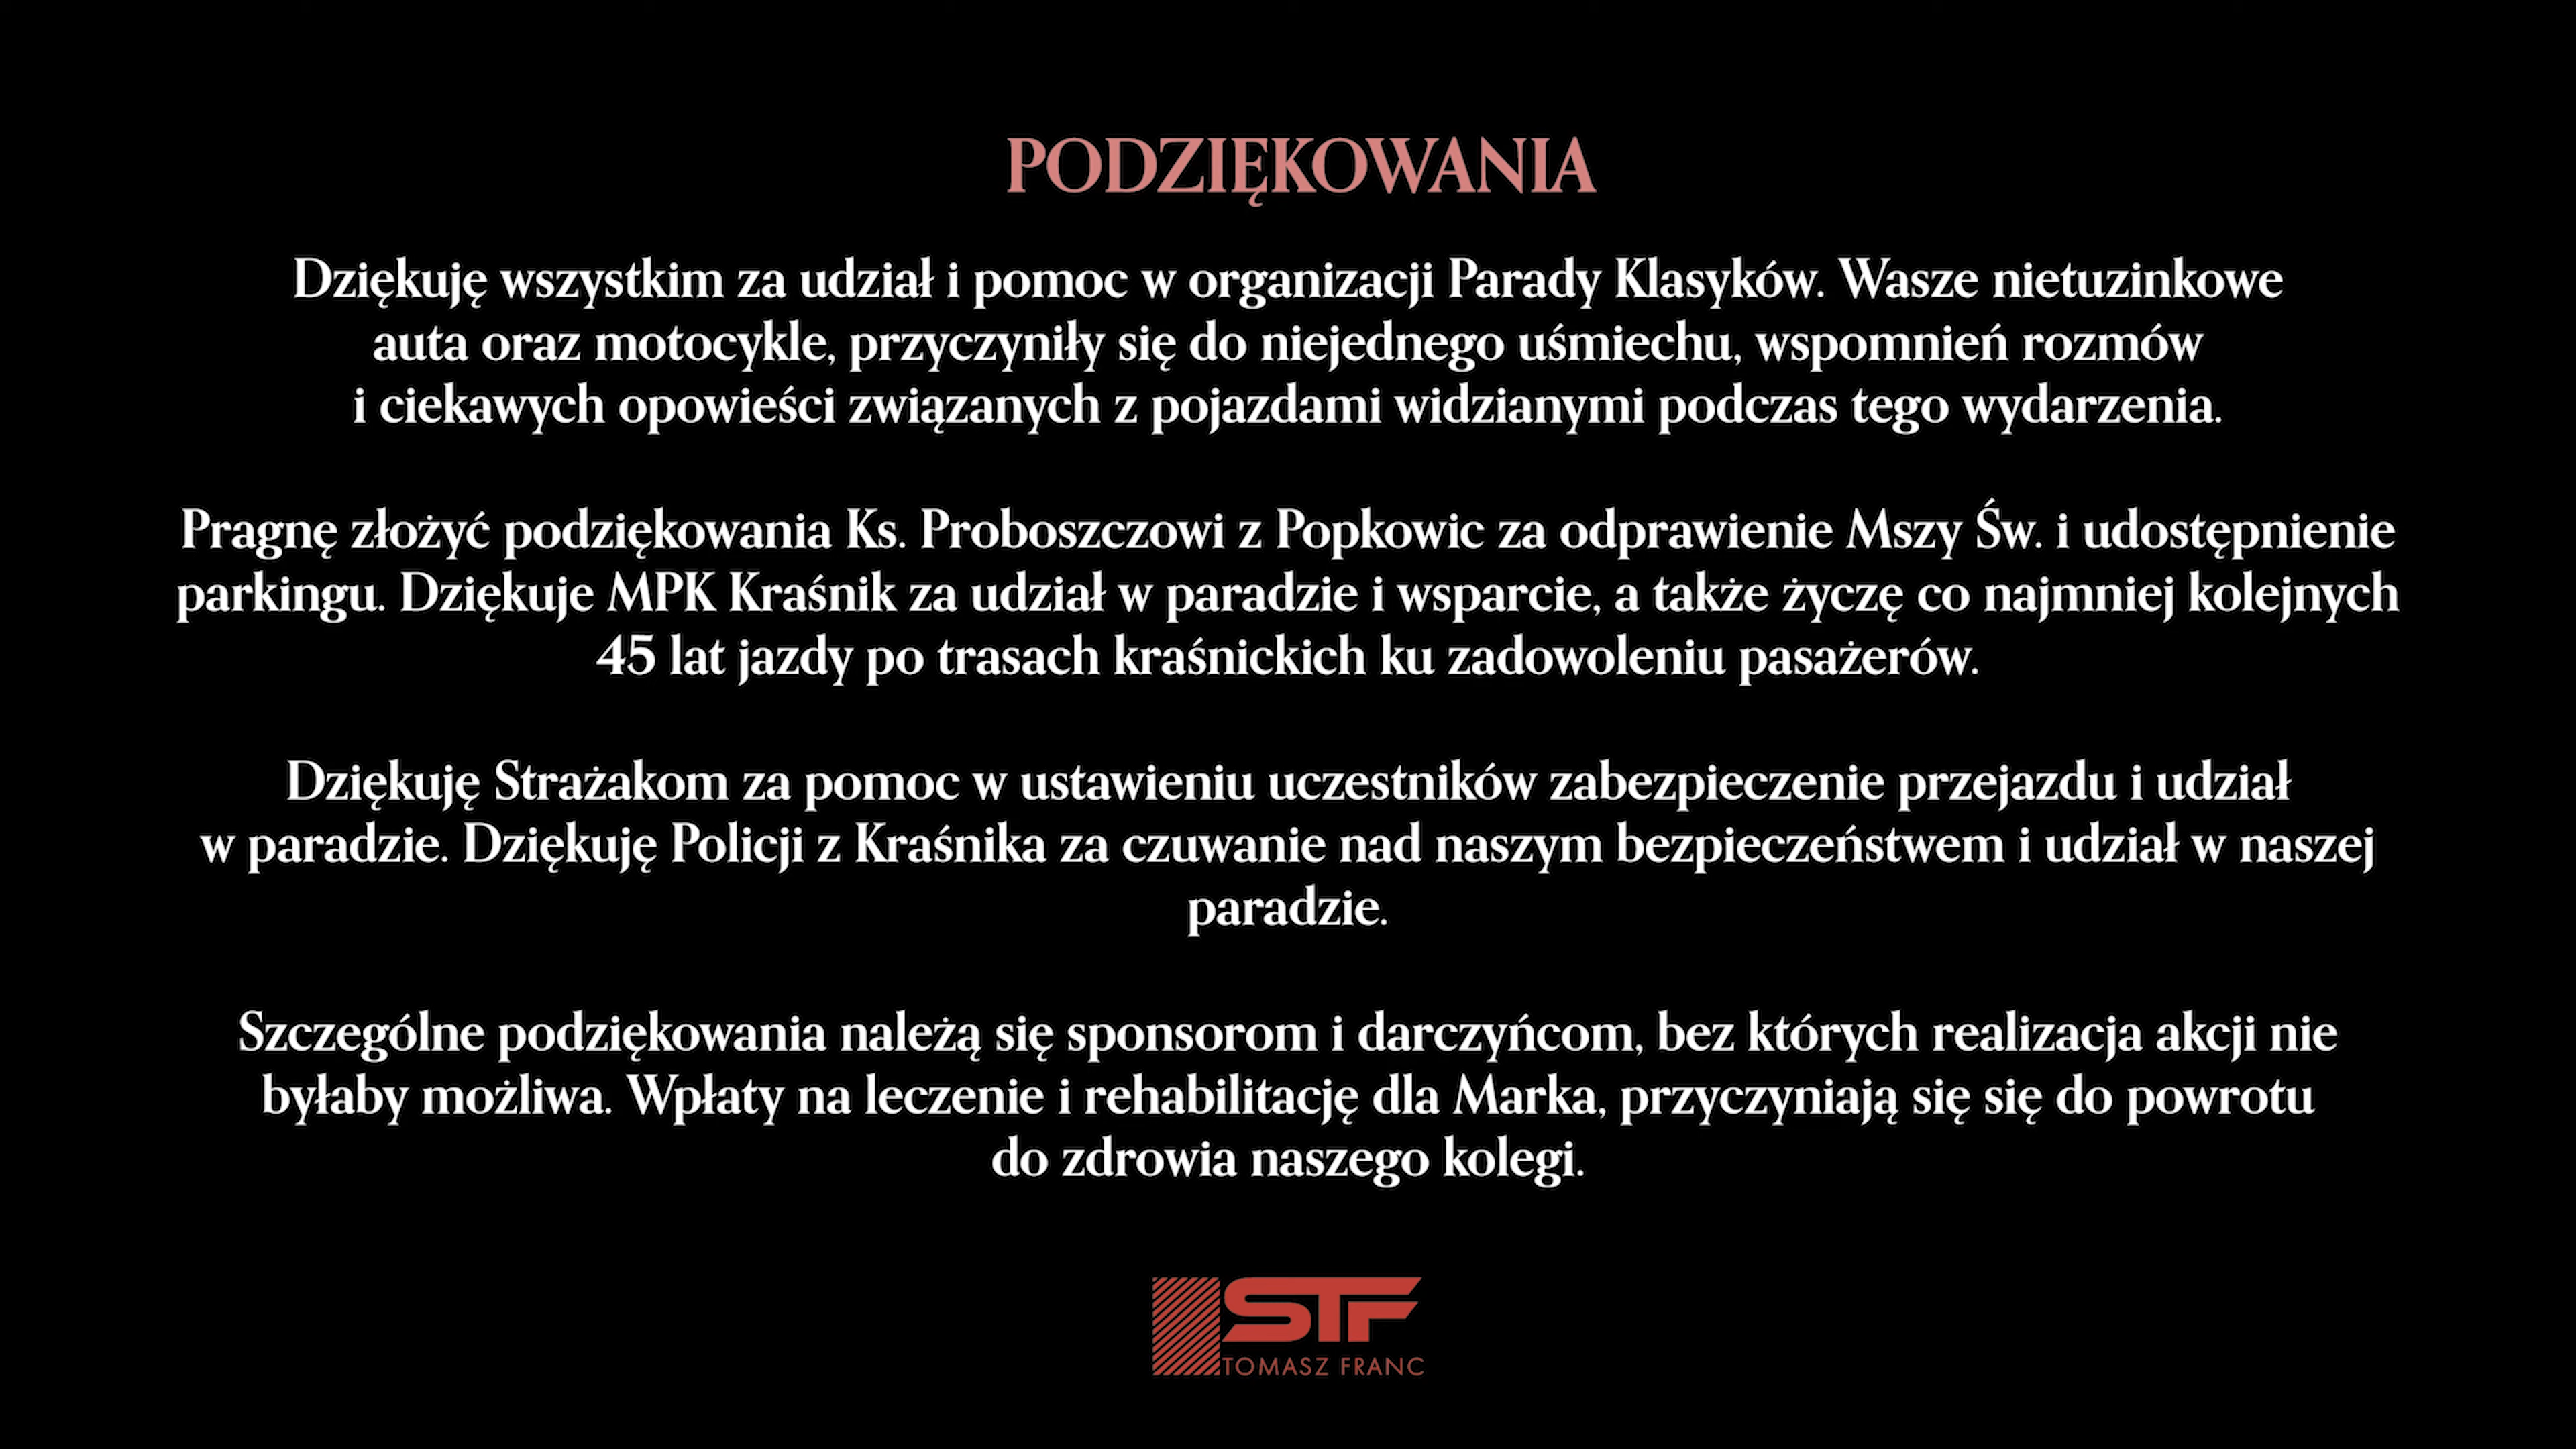 PODZIĘKOWANIA
Dziękuję wszystkim za udział i pomoc w organizacji Parady Klasyków. Wasze nietuzinkowe
auta oraz motocykle, przyczyniły się do niejednego uśmiechu, wspomnień rozmów
i ciekawych opowieści związanych z pojazdami widzianymi podczas tego wydarzenia.
Pragnę złożyć podziękowania Ks. Proboszczowi z Popkowic za odprawienie Mszy Św. i udostępnienie
parkingu. Dziękuje MPK Kraśnik za udział w paradzie i wsparcie, a także życzę co najmniej kolejnych
45 lat jazdy po trasach kraśnickich ku zadowoleniu pasażerów.
Dziękuję Strażakom za pomoc w ustawieniu uczestników zabezpieczenie przejazdu i udział
w paradzie. Dziękuję Policji z Kraśnika za czuwanie nad naszym bezpieczeństwem i udział w naszej
paradzie.
Szczególne podziękowania należą się sponsorom i darczyńcom, bez których realizacja akcji nie
byłaby możliwa. Wpłaty na leczenie i rehabilitację dla Marka, przyczyniają się się do powrotu
do zdrowia naszego kolegi.
STF
TOMASZ FRANC